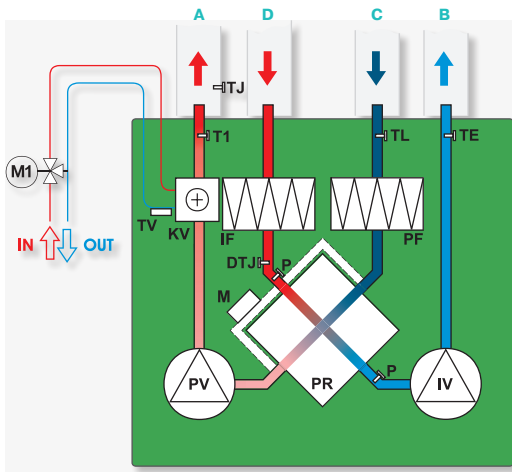 A D C B
TJ
T1 TL TE
M1
TV KV IF PF
IN OUT
DTJ P
M
PV PR P IV